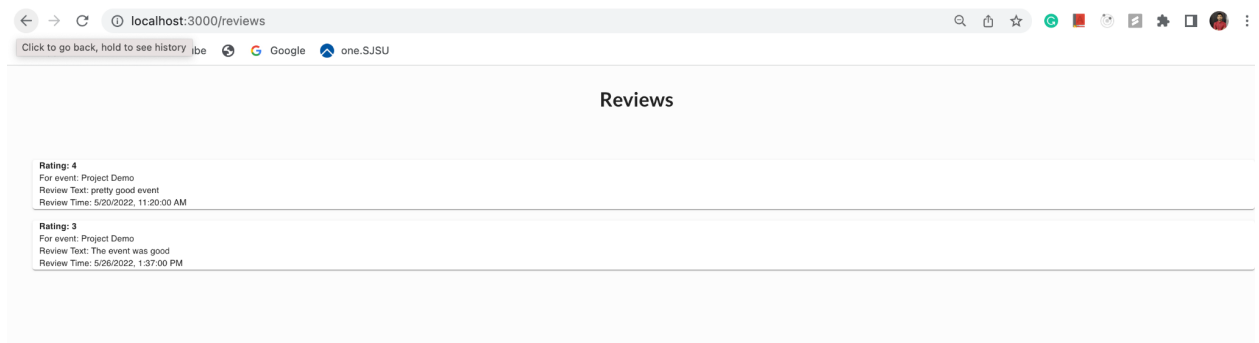 localhost:3000/reviews
Click to go back, hold to see history
Google one.SJSU
Reviews
Rating: 4
For event: Project Demo
Review Text: pretty good event
Review Time: 5/20/2022, 11:20:00 AM
Rating: 3
For event: Project Demo
Review Text: The event was good
Review Time: 5/26/2022, 1:37:00 PM